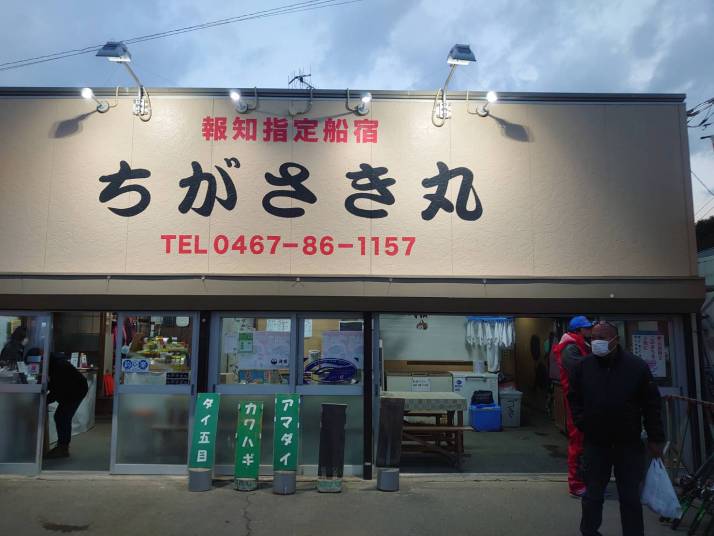 報知指定船宿
ちがさき丸
TEL 0467-86-1157
タイ五目
カワハギ
アマダイ